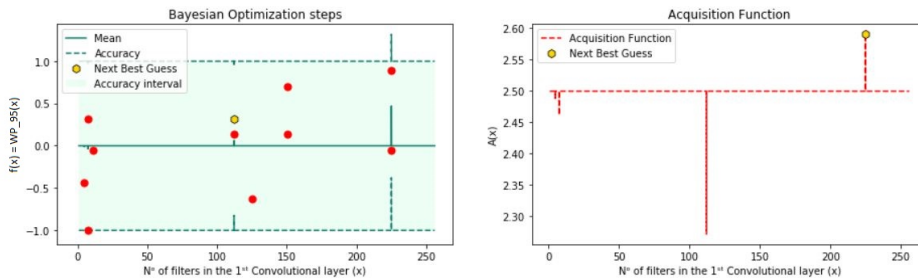 Bayesian Optimization steps
Mean
Accuracy
Next Best Guess
Accuracy interval
1.0
0.5
0.0
−0.5
−1.0
f(x) = WP_95(x)
0 50 100 150 200 250
Nº of filters in the 1ˢᵗ Convolutional layer (x)
Acquisition Function
Acquisition Function
Next Best Guess
2.60
2.55
2.50
2.45
2.40
2.35
2.30
A(x)
0 50 100 150 200 250
Nº of filters in the 1ˢᵗ Convolutional layer (x)